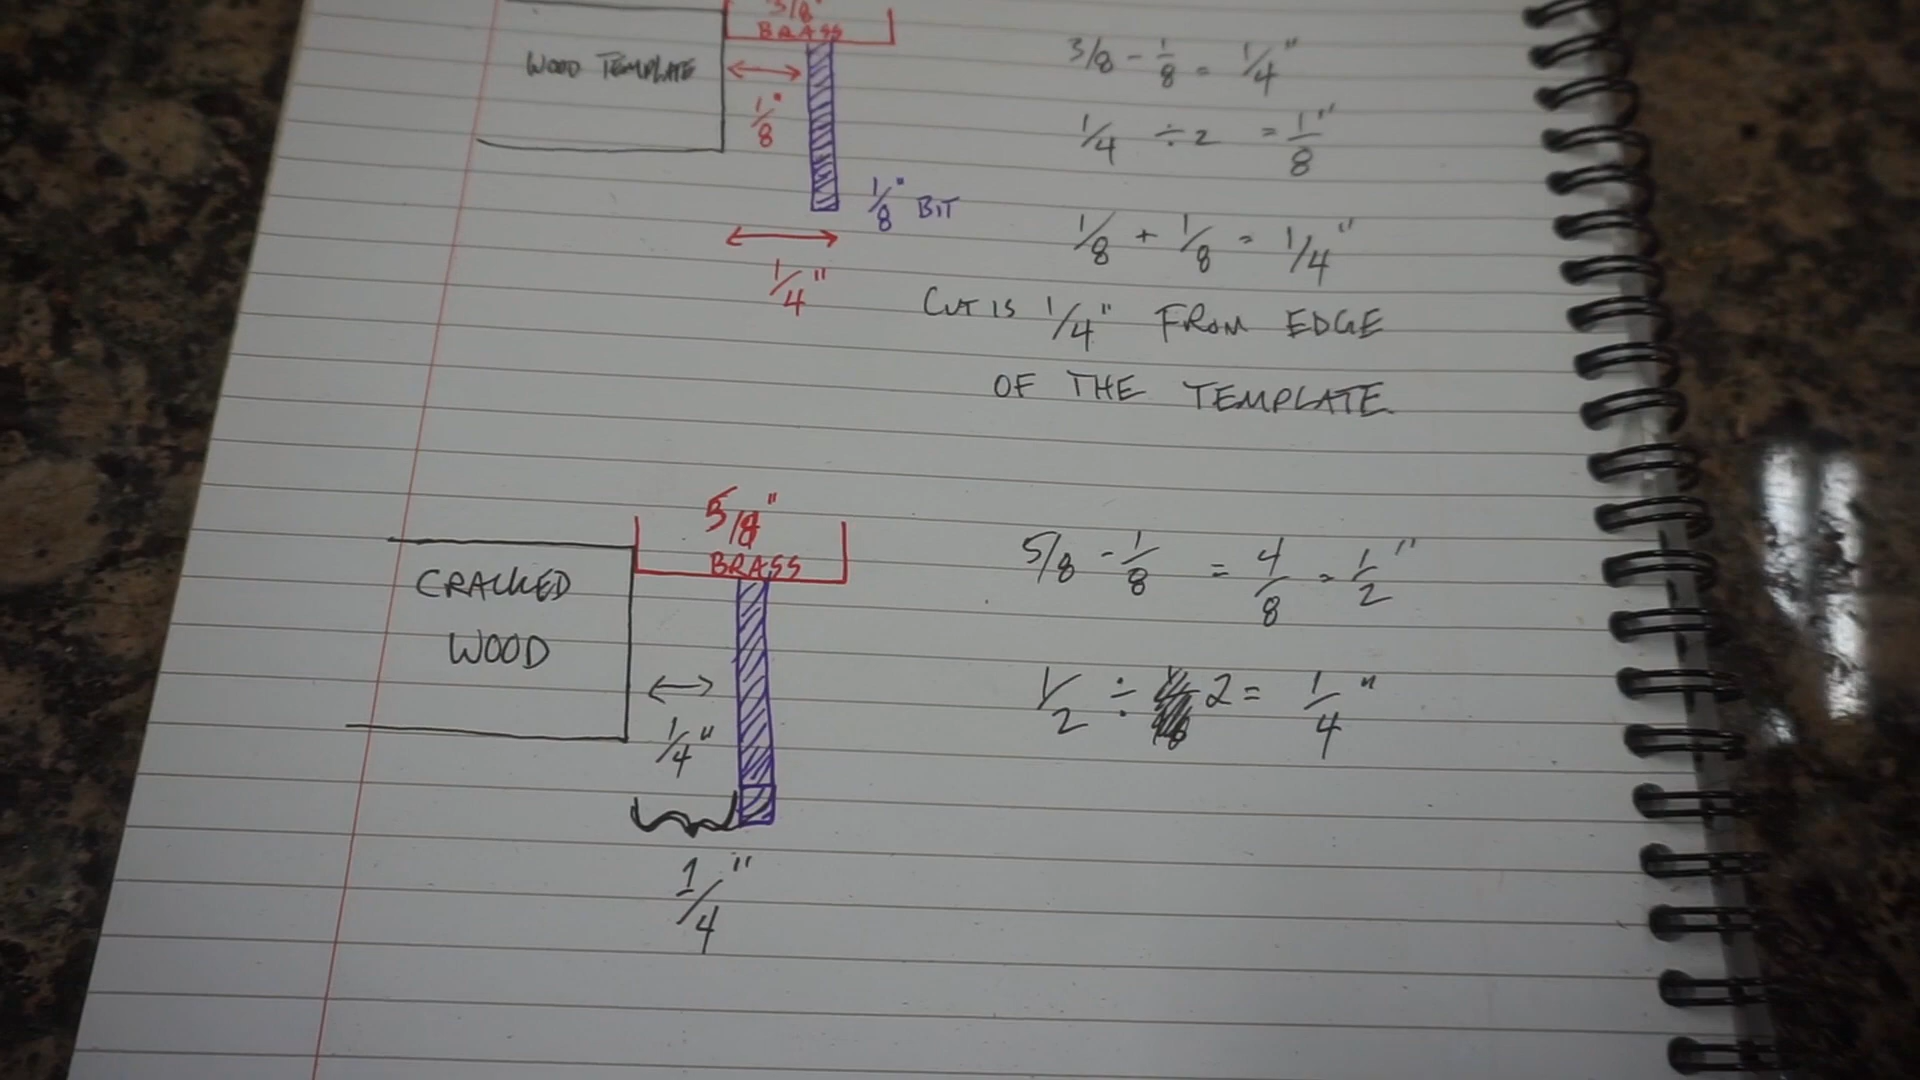 3/8"
BRASS
WOOD TEMPLATE
1/8"
1/8" BIT
1/4"
3/8 - 1/8 = 1/4"
1/4 ÷ 2 = 1/8"
1/8 + 1/8 = 1/4"
CUT IS 1/4" FROM EDGE
OF THE TEMPLATE.
5/8"
BRASS
CRACKED
WOOD
1/4"
1/4"
5/8 - 1/8 = 4/8 = 1/2"
1/2 ÷ 2 = 1/4"